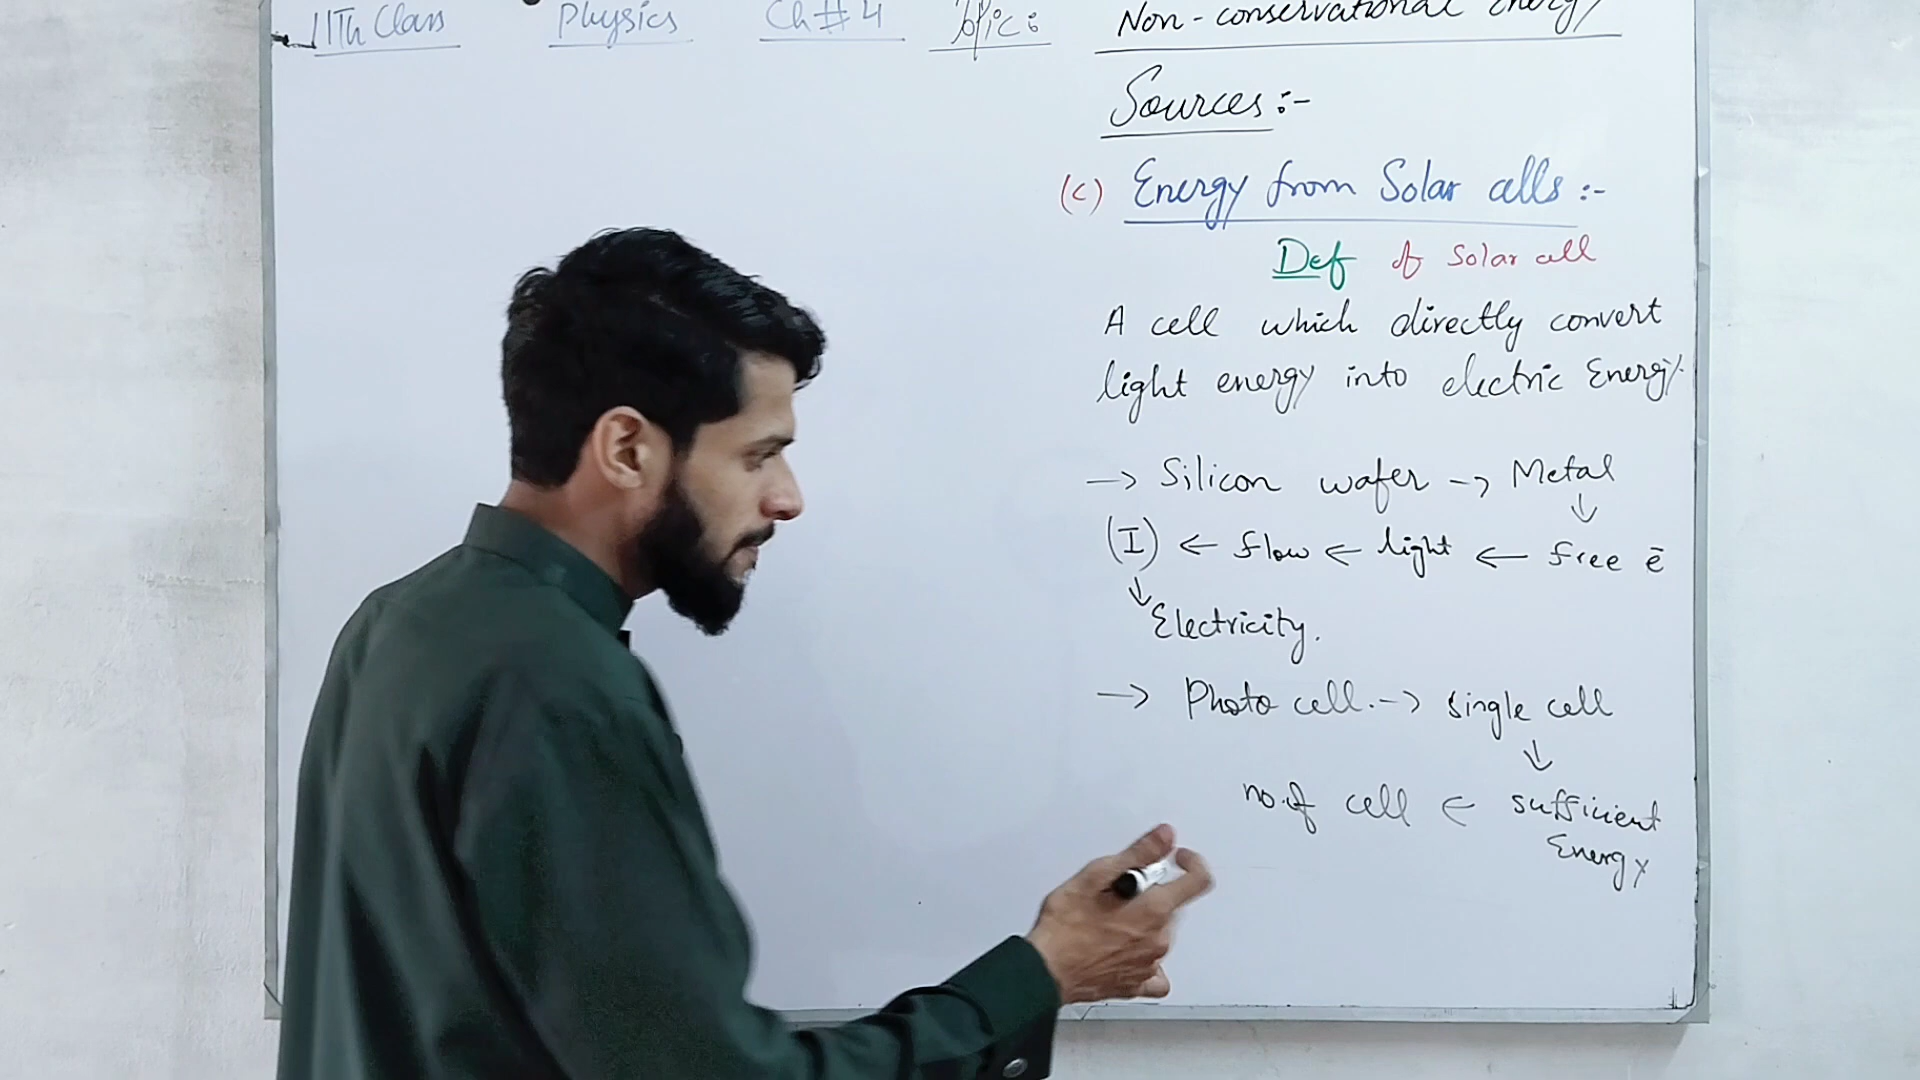 11Th Class Physics Ch # 4 Topic: Non-conservational Energy
Sources:-
(c) Energy from Solar cells:-
Def of Solar cell
A cell which directly convert
light energy into electric Energy.
→ Silicon wafer → Metal
↓
(I) ← flow ← light ← free ē
↓
Electricity.
→ Photo cell. → single cell
↓
no. of cell ← sufficient
Energy